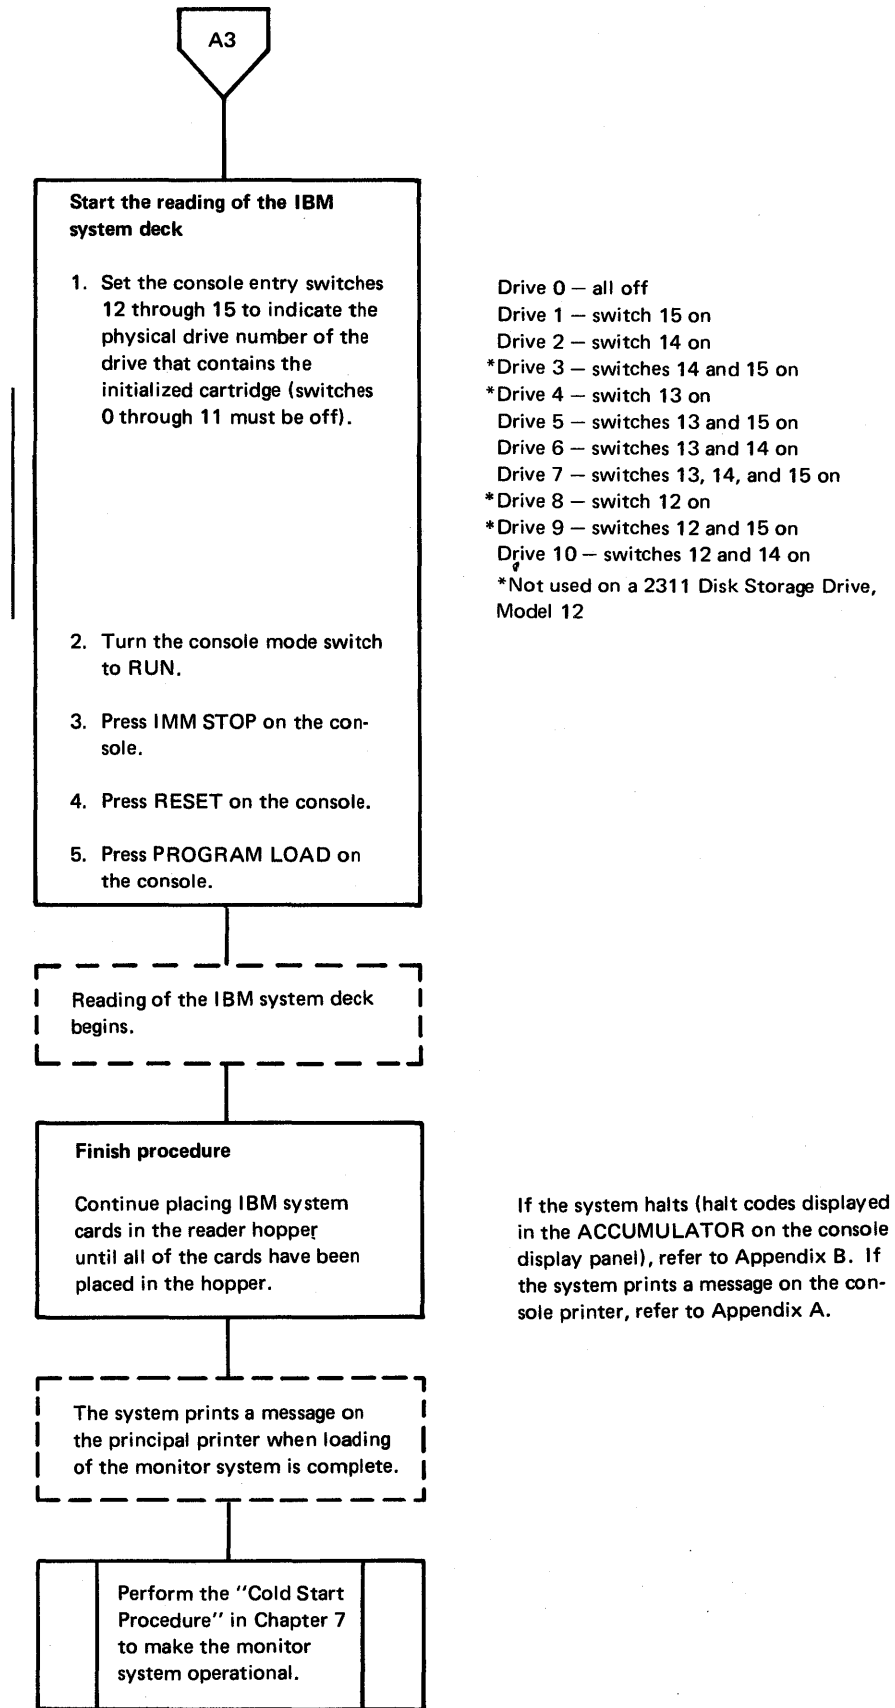 A3
Start the reading of the IBM
system deck
1. Set the console entry switches
12 through 15 to indicate the
physical drive number of the
drive that contains the
initialized cartridge (switches
0 through 11 must be off).
Drive 0 — all off
Drive 1 — switch 15 on
Drive 2 — switch 14 on
*Drive 3 — switches 14 and 15 on
*Drive 4 — switch 13 on
Drive 5 — switches 13 and 15 on
Drive 6 — switches 13 and 14 on
Drive 7 — switches 13, 14, and 15 on
*Drive 8 — switch 12 on
*Drive 9 — switches 12 and 15 on
Drive 10 — switches 12 and 14 on
*Not used on a 2311 Disk Storage Drive,
Model 12
2. Turn the console mode switch
to RUN.
3. Press IMM STOP on the con-
sole.
4. Press RESET on the console.
5. Press PROGRAM LOAD on
the console.
Reading of the IBM system deck
begins.
Finish procedure
Continue placing IBM system
cards in the reader hopper
until all of the cards have been
placed in the hopper.
If the system halts (halt codes displayed
in the ACCUMULATOR on the console
display panel), refer to Appendix B. If
the system prints a message on the con-
sole printer, refer to Appendix A.
The system prints a message on
the principal printer when loading
of the monitor system is complete.
Perform the "Cold Start
Procedure" in Chapter 7
to make the monitor
system operational.